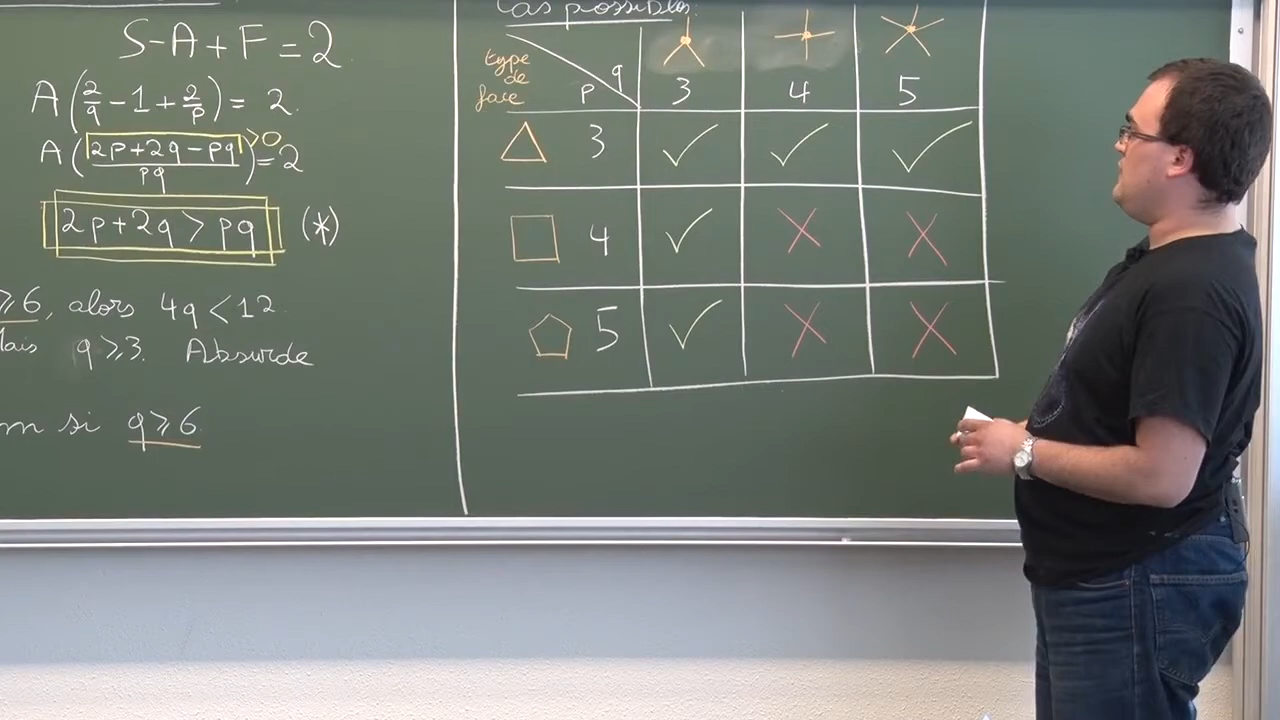 S-A+F=2
A(2/q-1+2/p)=2.
A((2p+2q-pq)/pq)=2 >0
2p+2q>pq (*)
≥6, alors 4q<12.
Mais q≥3. Absurde
m si q≥6
Cas possibles
type de face
p q 3 4 5
3 ✓ ✓ ✓
4 ✓ X X
5 ✓ X X